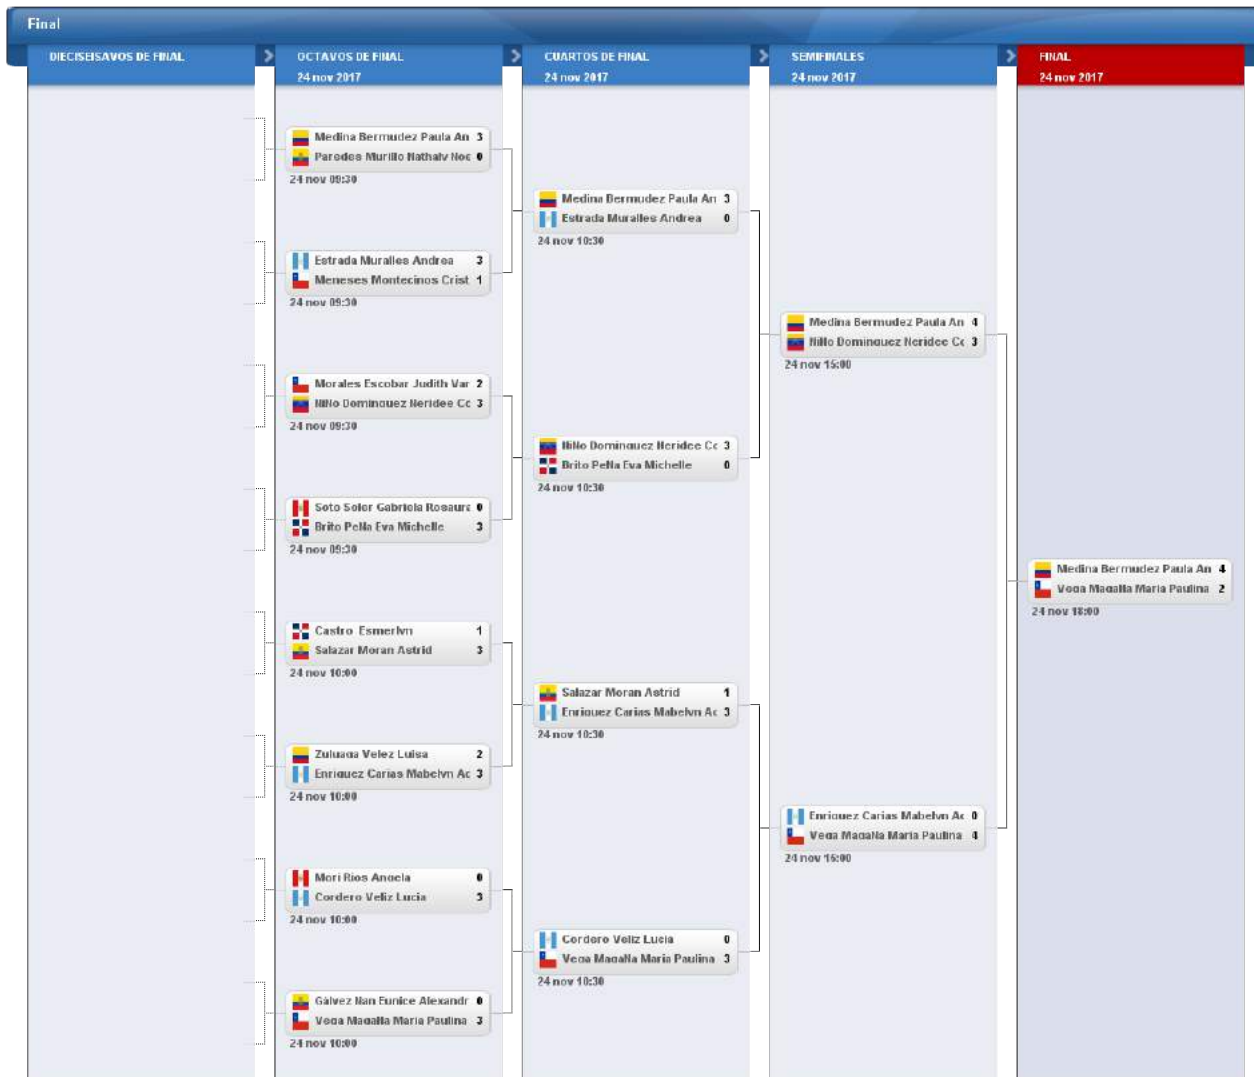 Final
DIECISEISAVOS DE FINAL
OCTAVOS DE FINAL
24 nov 2017
CUARTOS DE FINAL
24 nov 2017
SEMIFINALES
24 nov 2017
FINAL
24 nov 2017
Medina Bermudez Paula An 3
Paredes Murillo Nathaly Noe 0
24 nov 09:30
Estrada Muralles Andrea 3
Meneses Montecinos Crist 1
24 nov 09:30
Morales Escobar Judith Var 2
NiNo Dominguez Neridee Cc 3
24 nov 09:30
Soto Soler Gabriela Rosaura 0
Brito PeNa Eva Michelle 3
24 nov 09:30
Castro Esmerlyn 1
Salazar Moran Astrid 3
24 nov 10:00
Zuluaga Velez Luisa 2
Enriquez Carias Mabelyn Ac 3
24 nov 10:00
Mori Rios Angela 0
Cordero Veliz Lucia 3
24 nov 10:00
Gálvez Nan Eunice Alexandr 0
Vega MagaNa Maria Paulina 3
24 nov 10:00
Medina Bermudez Paula An 3
Estrada Muralles Andrea 0
24 nov 10:30
NiNo Dominguez Neridee Cc 3
Brito PeNa Eva Michelle 0
24 nov 10:30
Salazar Moran Astrid 1
Enriquez Carias Mabelyn Ac 3
24 nov 10:30
Cordero Veliz Lucia 0
Vega MagaNa Maria Paulina 3
24 nov 10:30
Medina Bermudez Paula An 4
NiNo Dominguez Neridee Cc 3
24 nov 15:00
Enriquez Carias Mabelyn Ac 0
Vega MagaNa Maria Paulina 4
24 nov 16:00
Medina Bermudez Paula An 4
Vega MagaNa Maria Paulina 2
24 nov 18:00